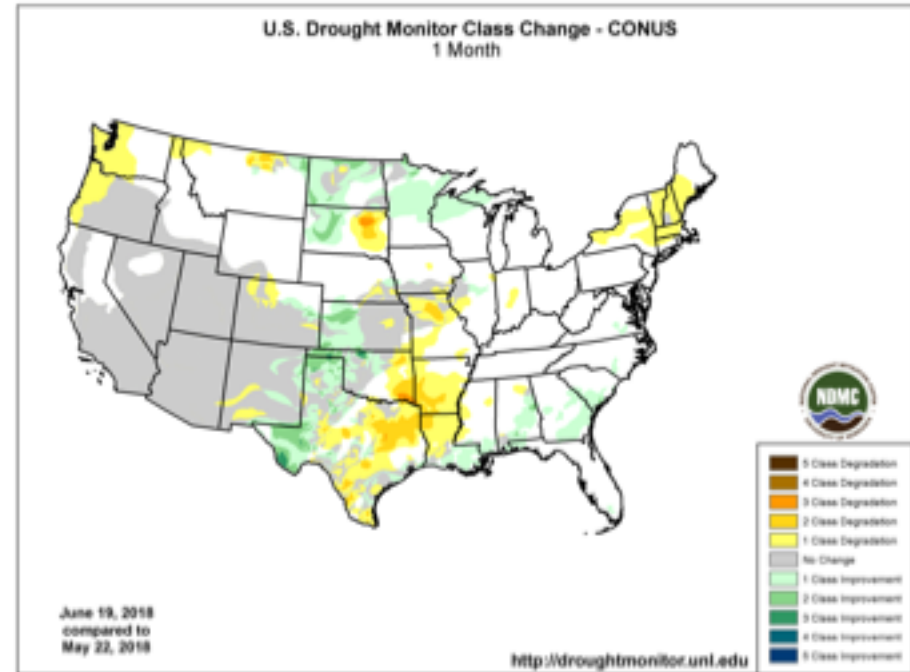 U.S. Drought Monitor Class Change - CONUS
1 Month
NDMC
5 Class Degradation
4 Class Degradation
3 Class Degradation
2 Class Degradation
1 Class Degradation
No Change
1 Class Improvement
2 Class Improvement
3 Class Improvement
4 Class Improvement
5 Class Improvement
June 19, 2018
compared to
May 22, 2018
http://droughtmonitor.unl.edu